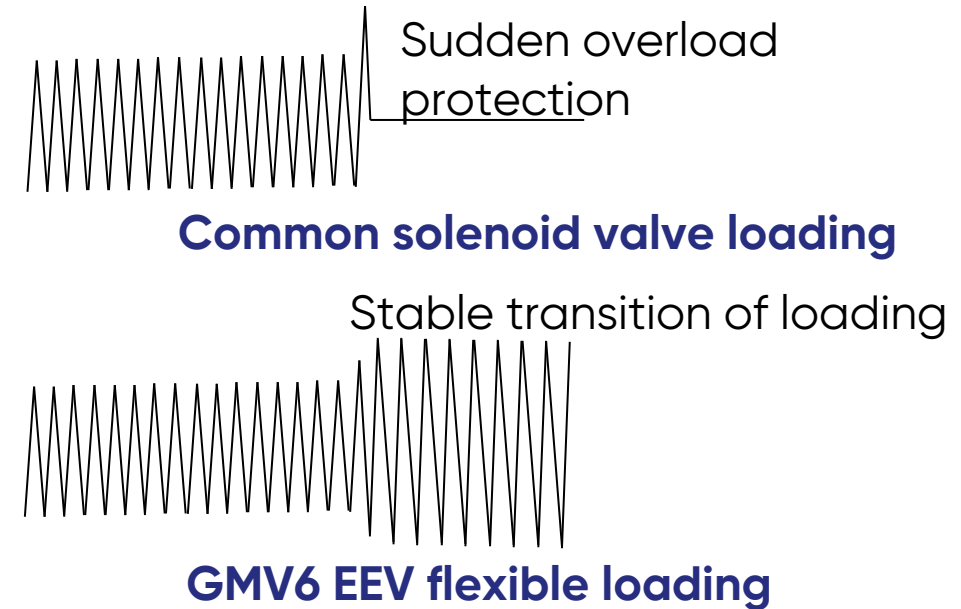 Sudden overload
protection
Common solenoid valve loading
Stable transition of loading
GMV6 EEV flexible loading